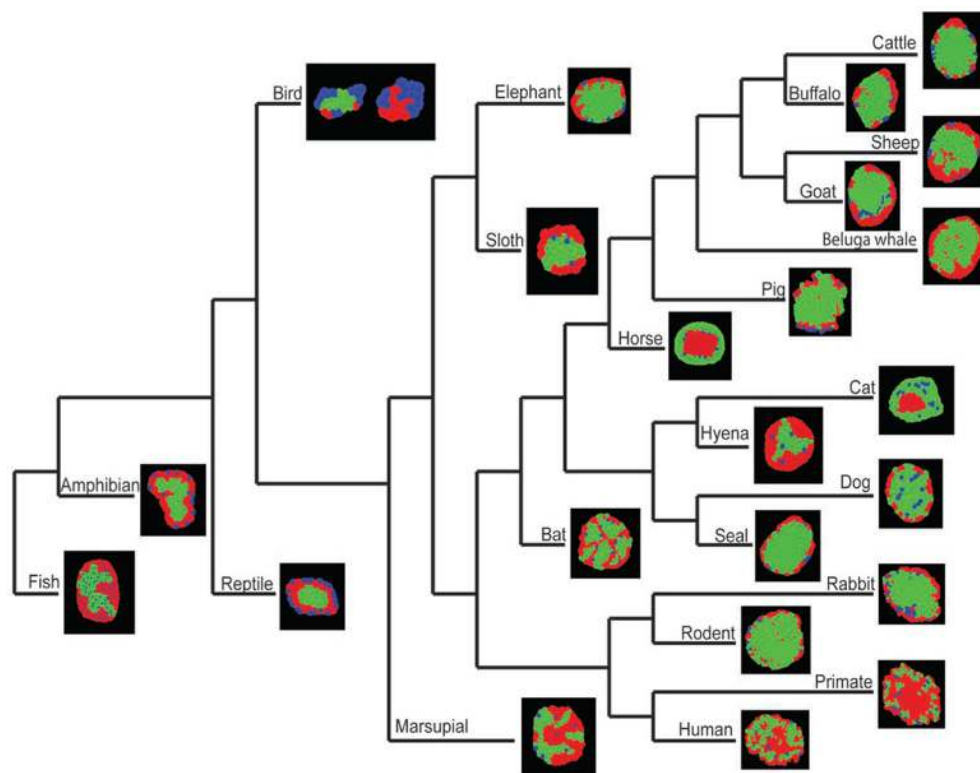 Cattle
Bird
Elephant
Buffalo
Sheep
Goat
Sloth
Beluga whale
Pig
Horse
Cat
Hyena
Amphibian
Dog
Bat
Seal
Fish
Reptile
Rabbit
Rodent
Primate
Marsupial
Human